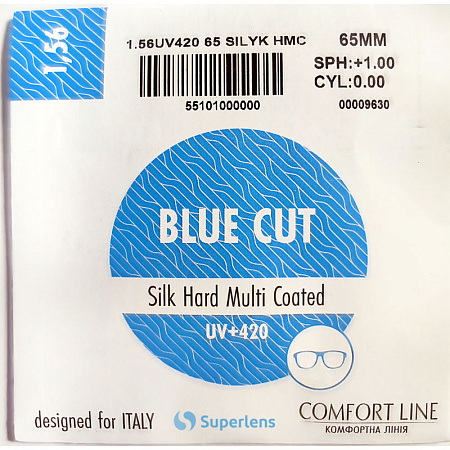 1,56
1.56UV420 65 SILYK HMC
65MM
SPH:+1.00
CYL:0.00
55101000000
00009630
BLUE CUT
Silk Hard Multi Coated
UV+420
designed for ITALY
Superlens
COMFORT LINE
КОМФОРТНА ЛІНІЯ